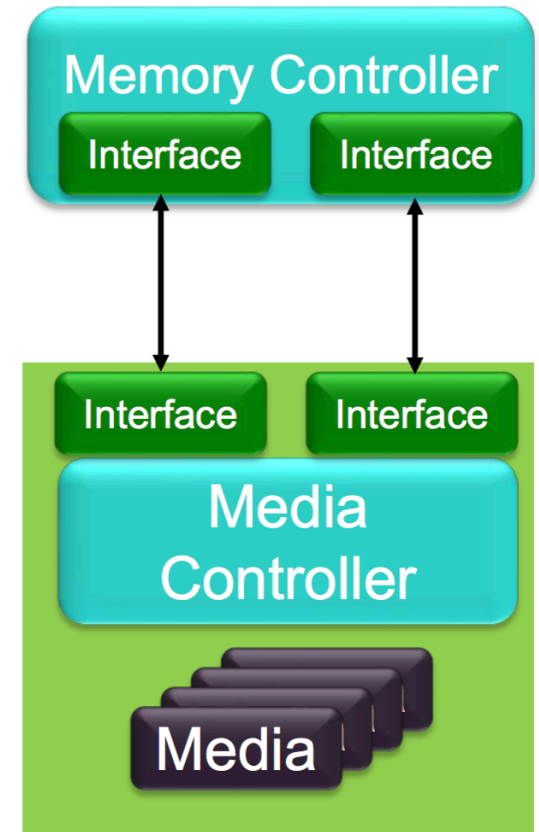 Memory Controller
Interface Interface
Interface Interface
Media
Controller
Media